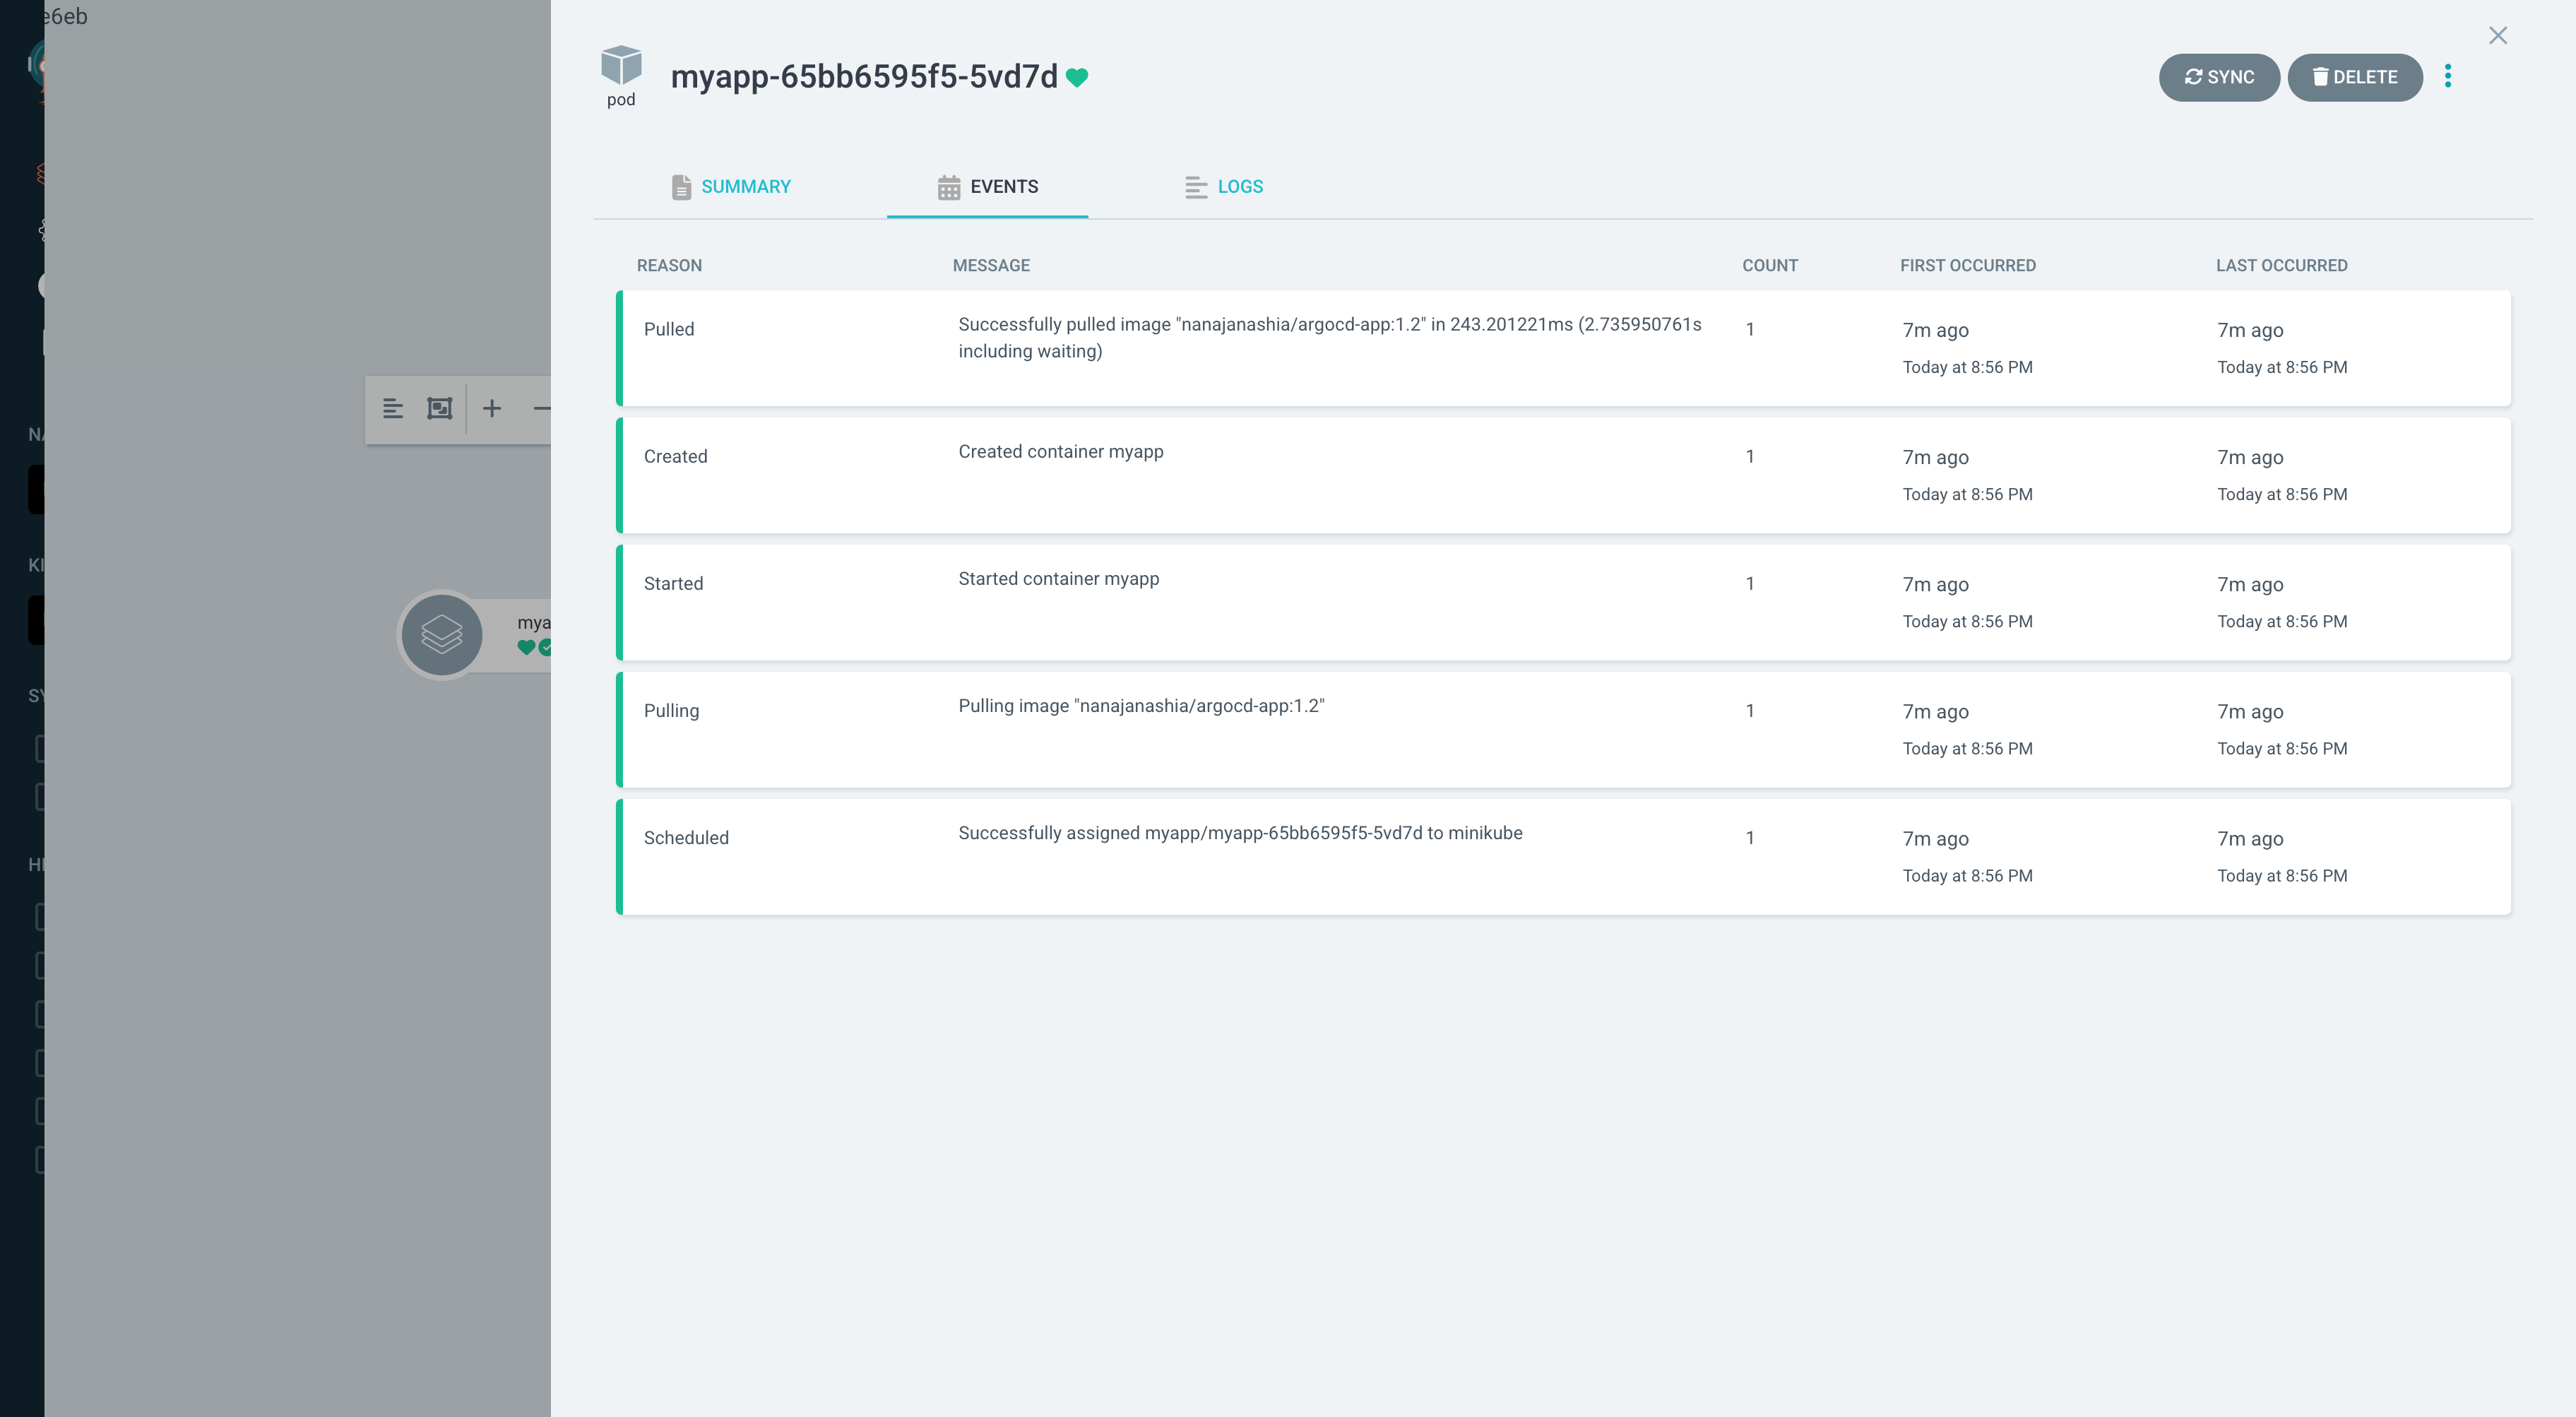 e6eb
pod
myapp-65bb6595f5-5vd7d
SYNC
DELETE
SUMMARY
EVENTS
LOGS
REASON MESSAGE COUNT FIRST OCCURRED LAST OCCURRED
Pulled
Successfully pulled image "nanajanashia/argocd-app:1.2" in 243.201221ms (2.735950761s
including waiting)
1
7m ago
Today at 8:56 PM
7m ago
Today at 8:56 PM
Created
Created container myapp
1
7m ago
Today at 8:56 PM
7m ago
Today at 8:56 PM
Started
Started container myapp
1
7m ago
Today at 8:56 PM
7m ago
Today at 8:56 PM
Pulling
Pulling image "nanajanashia/argocd-app:1.2"
1
7m ago
Today at 8:56 PM
7m ago
Today at 8:56 PM
Scheduled
Successfully assigned myapp/myapp-65bb6595f5-5vd7d to minikube
1
7m ago
Today at 8:56 PM
7m ago
Today at 8:56 PM
NA
KI
SY
mya